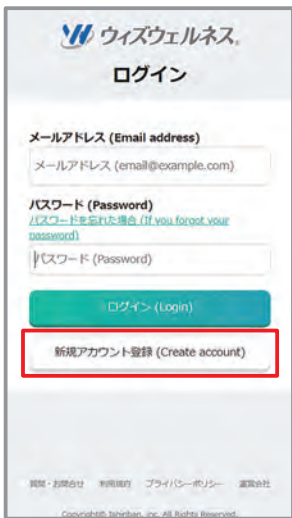 ウィズウェルネス.
ログイン
メールアドレス (Email address)
メールアドレス (email@example.com)
パスワード (Password)
パスワードを忘れた場合 (If you forgot your
password)
パスワード (Password)
ログイン (Login)
新規アカウント登録 (Create account)
質問・お問合せ 利用規約 プライバシーポリシー 運営会社
Copyright© Ishinban, inc. All Rights Reserved.